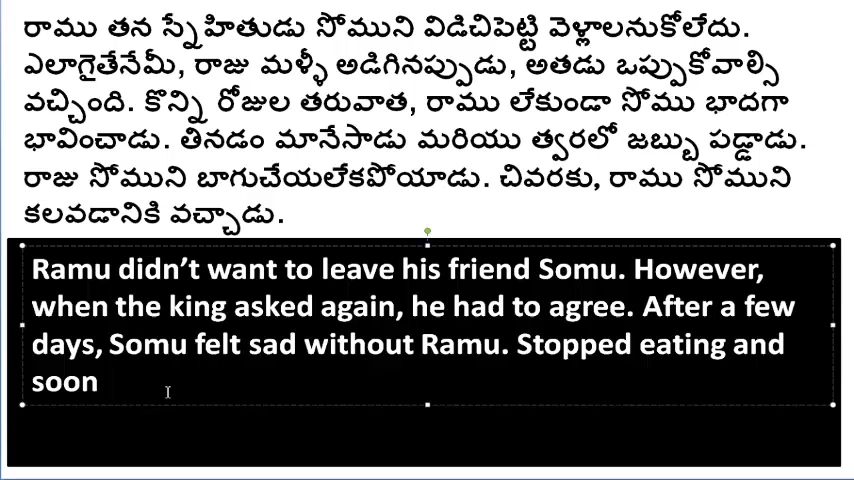 రాము తన స్నేహితుడు సోముని విడిచిపెట్టి వెళ్లాలనుకోలేదు.
ఎలాగైతేనేమీ, రాజు మళ్ళీ అడిగినప్పుడు, అతడు ఒప్పుకోవాల్సి
వచ్చింది. కొన్ని రోజుల తరువాత, రాము లేకుండా సోము భాదగా
భావించాడు. తినడం మానేసాడు మరియు త్వరలో జబ్బు పడ్డాడు.
రాజు సోముని బాగుచేయలేకపోయాడు. చివరకు, రాము సోముని
కలవడానికి వచ్చాడు.
Ramu didn’t want to leave his friend Somu. However,
when the king asked again, he had to agree. After a few
days, Somu felt sad without Ramu. Stopped eating and
soon